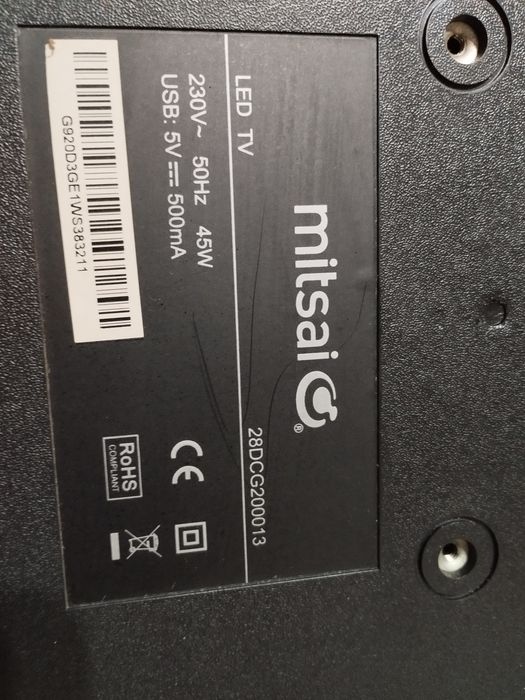 mitsai ®
LED TV 28DCG200013
230V~ 50Hz 45W
USB: 5V⎓ 500mA
CE
RoHS
COMPLIANT
G920D3GE1WS383211